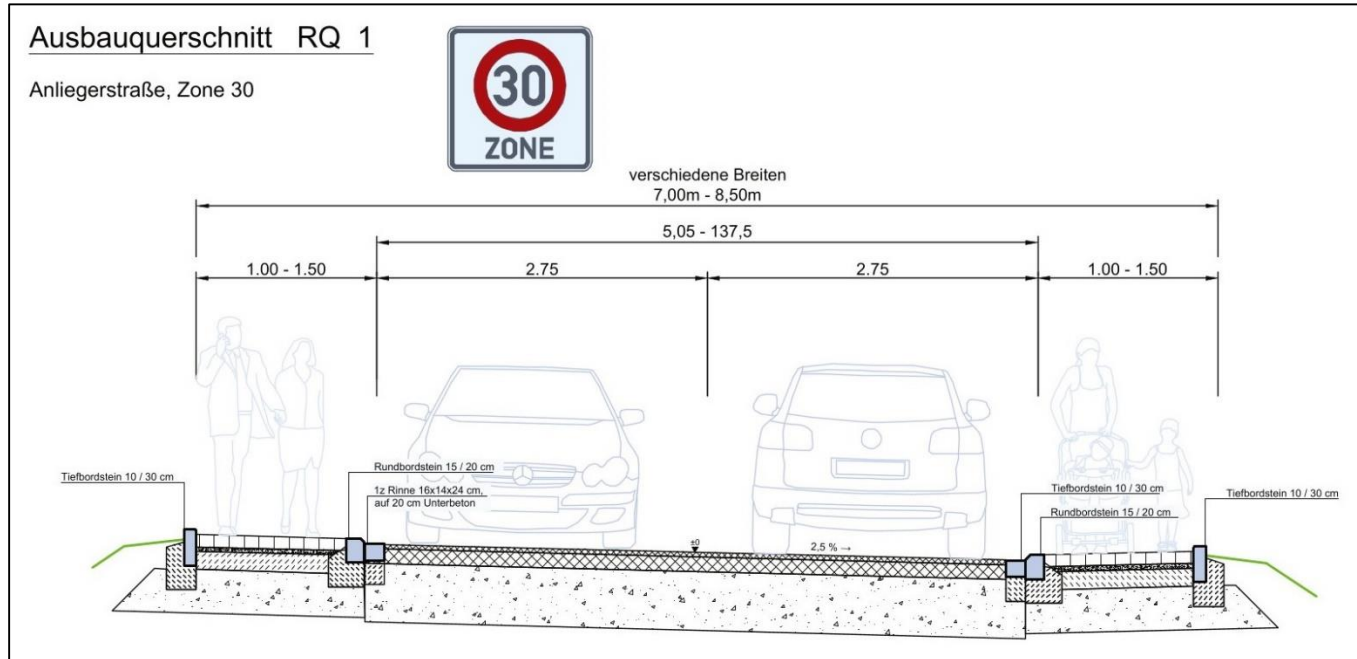 Ausbauquerschnitt RQ 1
Anliegerstraße, Zone 30
30
ZONE
verschiedene Breiten
7,00m - 8,50m
5,05 - 137,5
1.00 - 1.50
2.75
2.75
1.00 - 1.50
Tiefbordstein 10 / 30 cm
Rundbordstein 15 / 20 cm
1z Rinne 16x14x24 cm,
auf 20 cm Unterbeton
±0
2,5 % →
Tiefbordstein 10 / 30 cm
Rundbordstein 15 / 20 cm
Tiefbordstein 10 / 30 cm